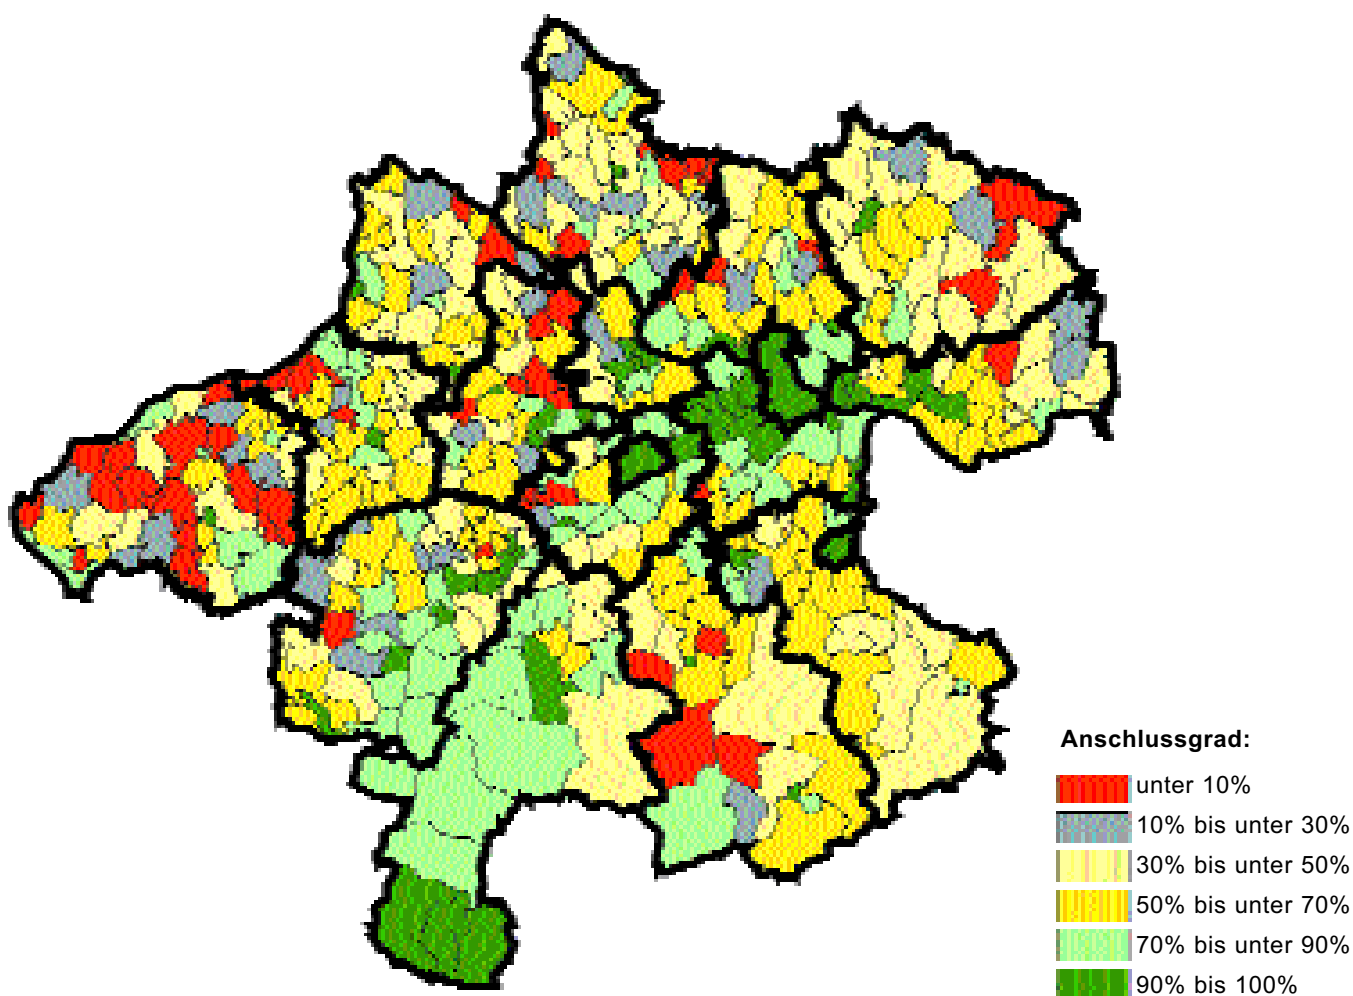 Anschlussgrad:
unter 10%
10% bis unter 30%
30% bis unter 50%
50% bis unter 70%
70% bis unter 90%
90% bis 100%